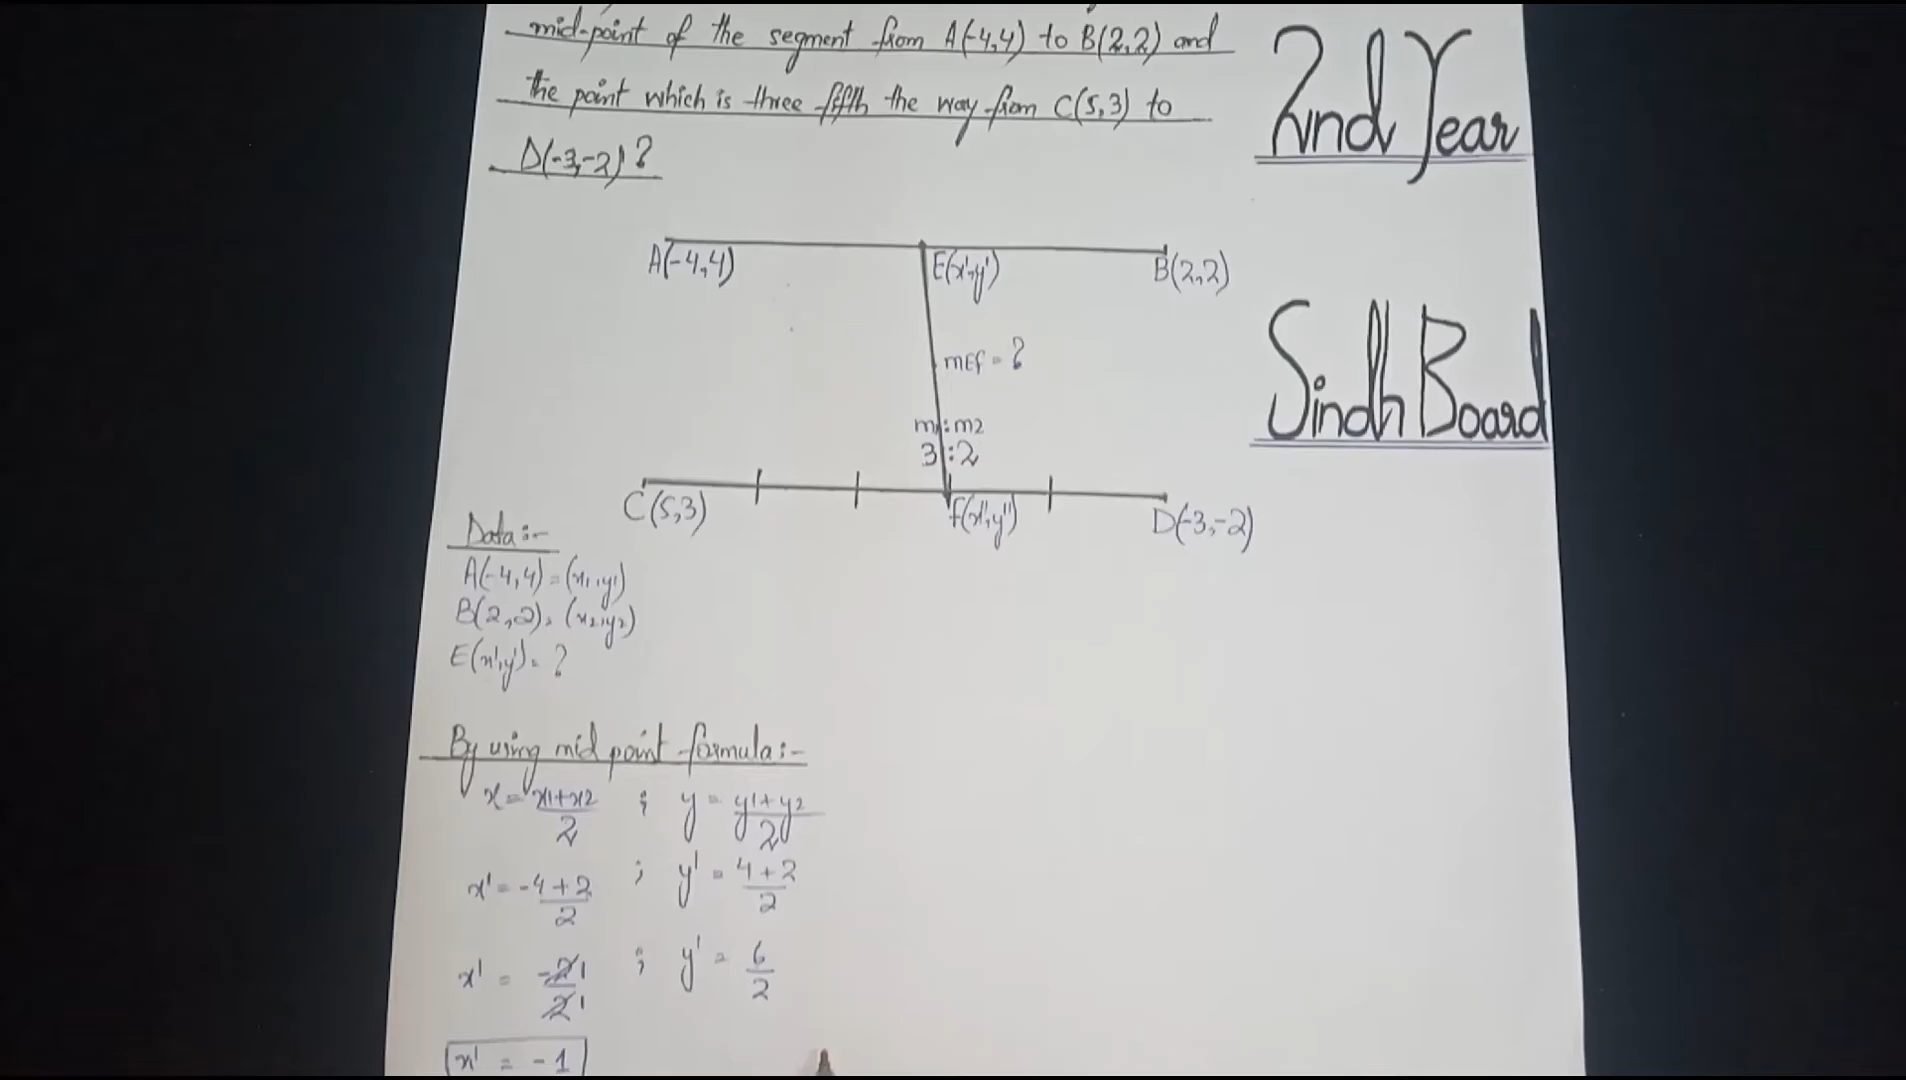 mid-point of the segment from A(-4,4) to B(2,2) and
the point which is three fifth the way from C(5,3) to
D(-3,-2)?
2nd Year
A(-4,4)
E(x',y')
B(2,2)
mEF = ?
Sindh Board
m1:m2
3:2
C(5,3)
F(x'',y'')
D(-3,-2)
Data:-
A(-4,4) = (x1,y1)
B(2,2) = (x2,y2)
E(x',y') = ?
By using mid point formula:-
x = x1+x2/2 ; y = y1+y2/2
x' = -4+2/2 ; y' = 4+2/2
x' = -2 1/2 1 ; y' = 6/2
x' = -1